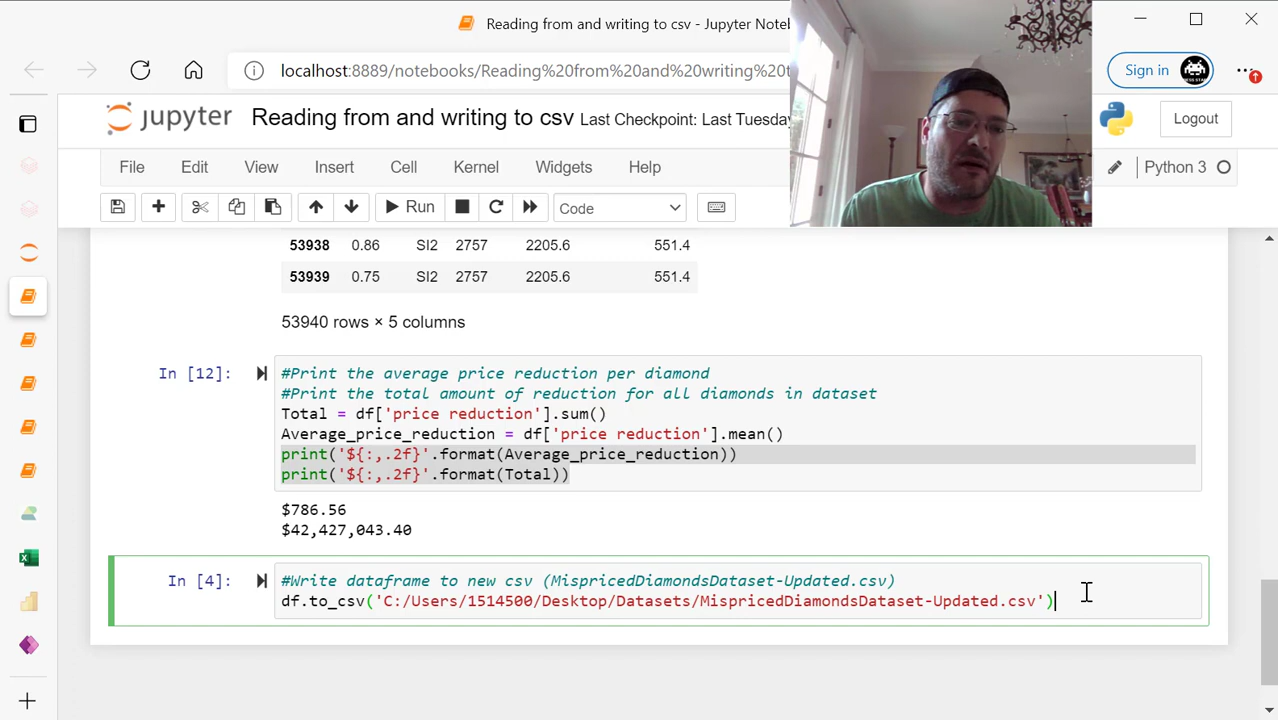 Reading from and writing to csv - Jupyter Noteb
localhost:8889/notebooks/Reading%20from%20and%20writing%20t
Sign in
jupyter Reading from and writing to csv Last Checkpoint: Last Tuesday
Logout
File Edit View Insert Cell Kernel Widgets Help
Python 3
Run
Code
53938 0.86 SI2 2757 2205.6 551.4
53939 0.75 SI2 2757 2205.6 551.4
53940 rows × 5 columns
In [12]:
#Print the average price reduction per diamond
#Print the total amount of reduction for all diamonds in dataset
Total = df['price reduction'].sum()
Average_price_reduction = df['price reduction'].mean()
print('${:,.2f}'.format(Average_price_reduction))
print('${:,.2f}'.format(Total))
$786.56
$42,427,043.40
In [4]:
#Write dataframe to new csv (MispricedDiamondsDataset-Updated.csv)
df.to_csv('C:/Users/1514500/Desktop/Datasets/MispricedDiamondsDataset-Updated.csv')